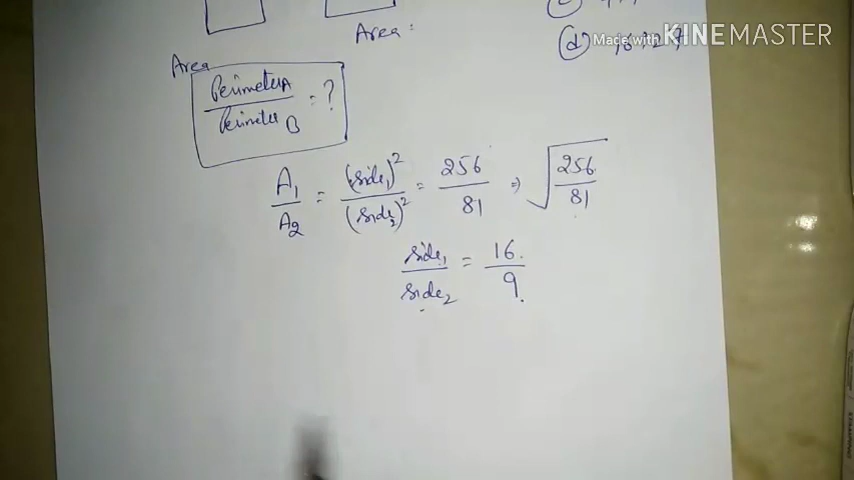 Area :
Made with KINEMASTER
(d)
Area
Perimeter A / Perimeter B = ?
A₁ / A₂ = (side₁)² / (side₂)² = 256 / 81 ⇒ √256 / 81
side₁ / side₂ = 16 / 9